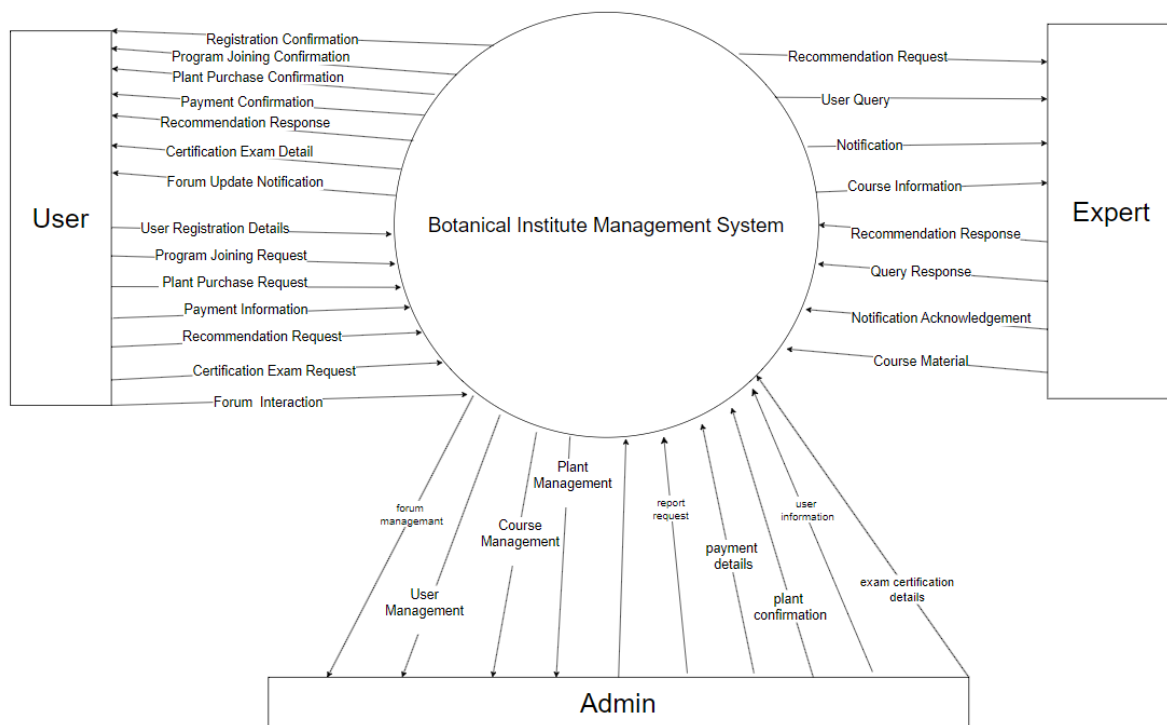 Registration Confirmation
Program Joining Confirmation
Plant Purchase Confirmation
Payment Confirmation
Recommendation Response
Certification Exam Detail
Forum Update Notification
User
User Registration Details
Program Joining Request
Plant Purchase Request
Payment Information
Recommendation Request
Certification Exam Request
Forum Interaction
Botanical Institute Management System
Recommendation Request
User Query
Notification
Course Information
Expert
Recommendation Response
Query Response
Notification Acknowledgement
Course Material
forum
managemant
User
Management
Course
Management
Plant
Management
report
request
payment
details
plant
confirmation
user
information
exam certification
details
Admin